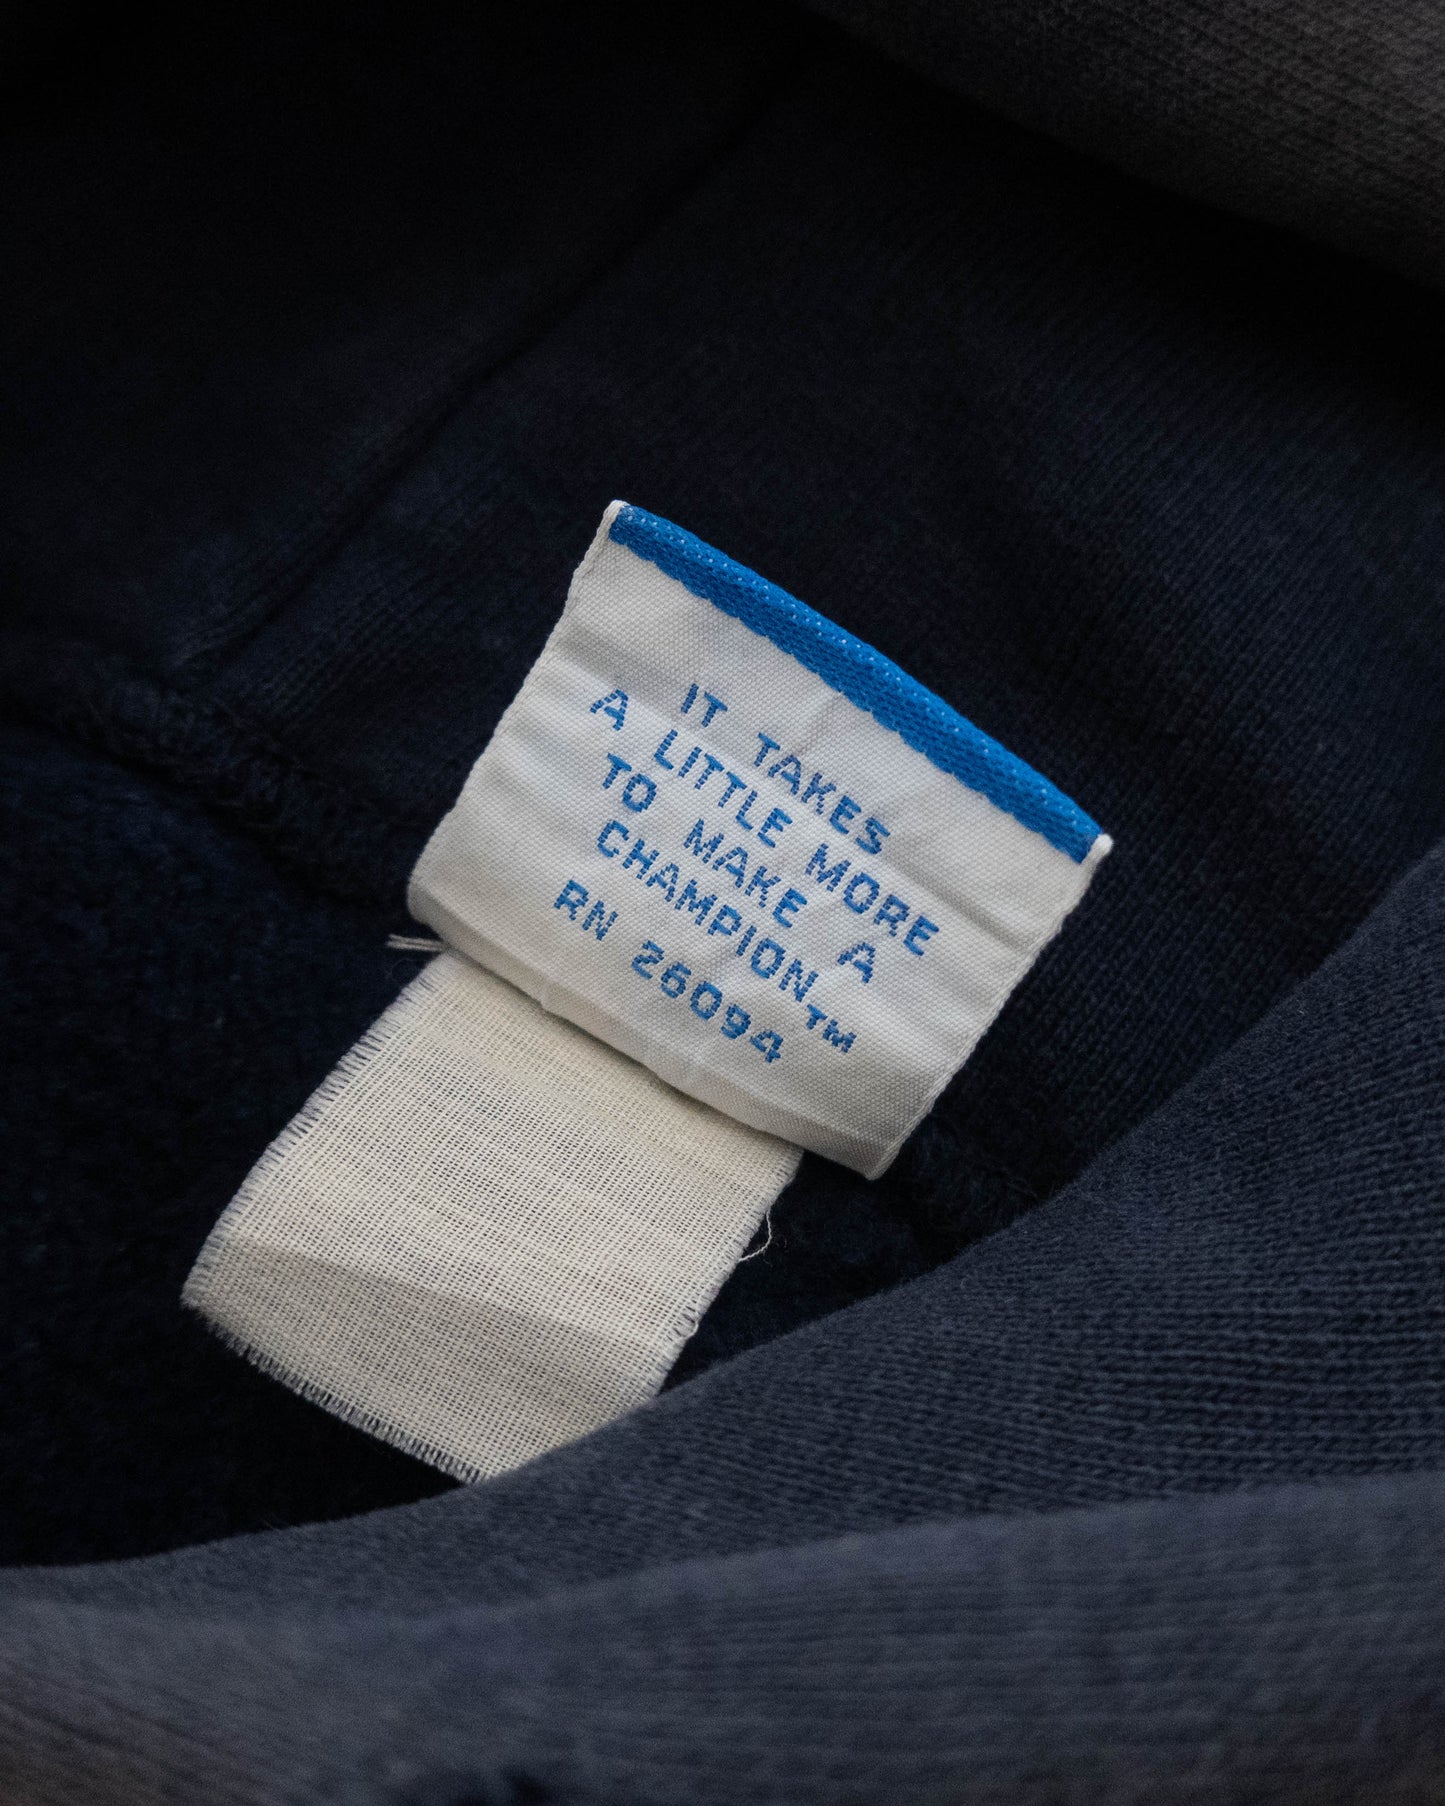 IT TAKES
A LITTLE MORE
TO MAKE A
CHAMPION™
RN 26094